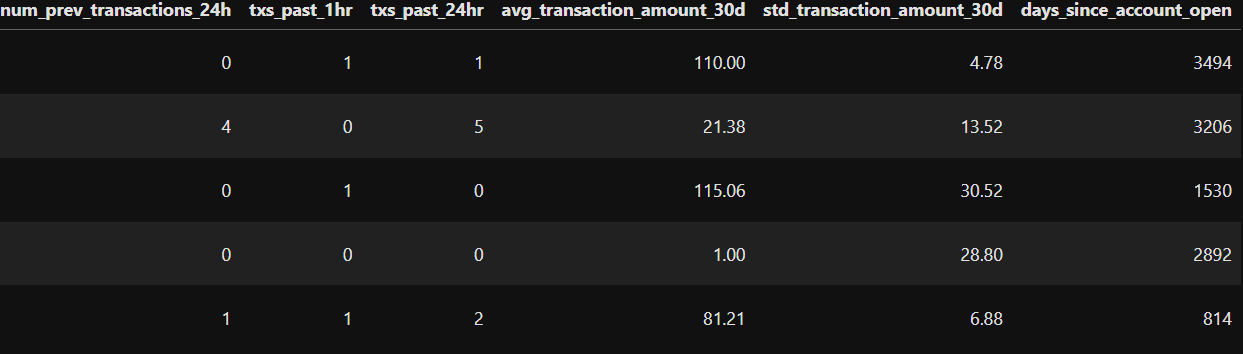 num_prev_transactions_24h txs_past_1hr txs_past_24hr avg_transaction_amount_30d std_transaction_amount_30d days_since_account_open
0 1 1 110.00 4.78 3494
4 0 5 21.38 13.52 3206
0 1 0 115.06 30.52 1530
0 0 0 1.00 28.80 2892
1 1 2 81.21 6.88 814